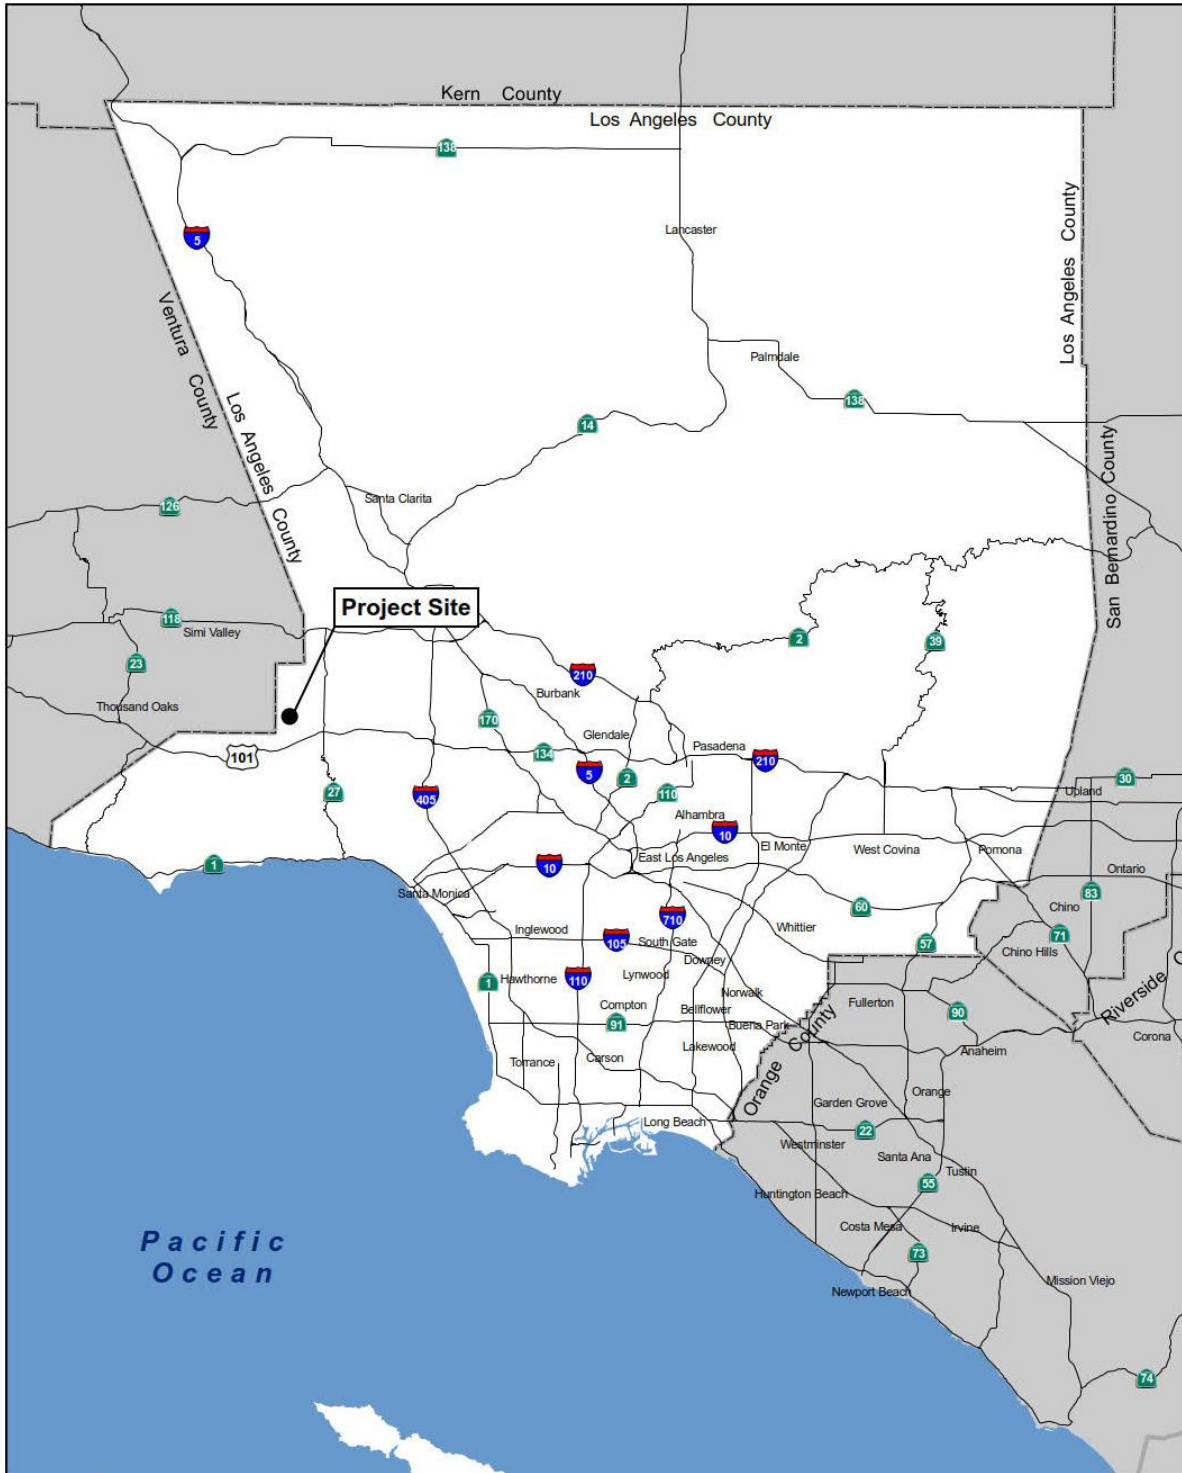 Kern County
Los Angeles County
138
Lancaster
5
Los Angeles County
Ventura County
Los Angeles County
Palmdale
138
14
Santa Clarita
126
San Bernardino County
Project Site
118
Simi Valley
2
39
23
210
Burbank
Thousand Oaks
170
Glendale
134
Pasadena
101
210
5
2
30
27
405
110
Upland
Alhambra
10
El Monte
West Covina
Pomona
East Los Angeles
1
10
Ontario
Santa Monica
83
60
Chino
710
Whittier
Inglewood
105
South Gate
57
71
Chino Hills
Downey
Hawthorne
110
Lynwood
1
Norwalk
Riverside C
Compton
Bellflower
Fullerton
90
91
Buena Park
Orange County
Corona
Lakewood
Anaheim
Torrance
Carson
Orange
Garden Grove
Long Beach
22
Westminster
Santa Ana
Tustin
55
Huntington Beach
Costa Mesa
Irvine
Pacific
Ocean
73
Mission Viejo
Newport Beach
74